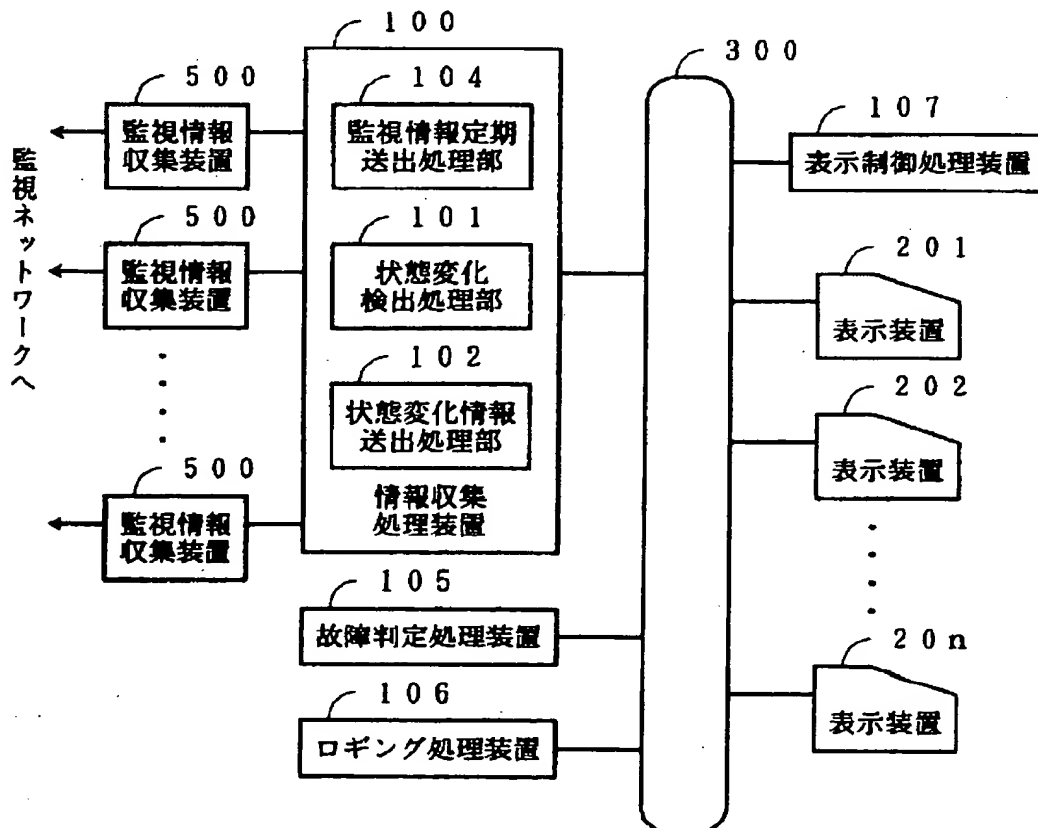 100
300
500
104
107
監視情報
収集装置
監視情報定期
送出処理部
表示制御処理装置
監視ネットワークへ
500
101
201
監視情報
収集装置
状態変化
検出処理部
表示装置
102
202
状態変化情報
送出処理部
表示装置
500
情報収集
処理装置
監視情報
収集装置
105
故障判定処理装置
20n
表示装置
106
ロギング処理装置